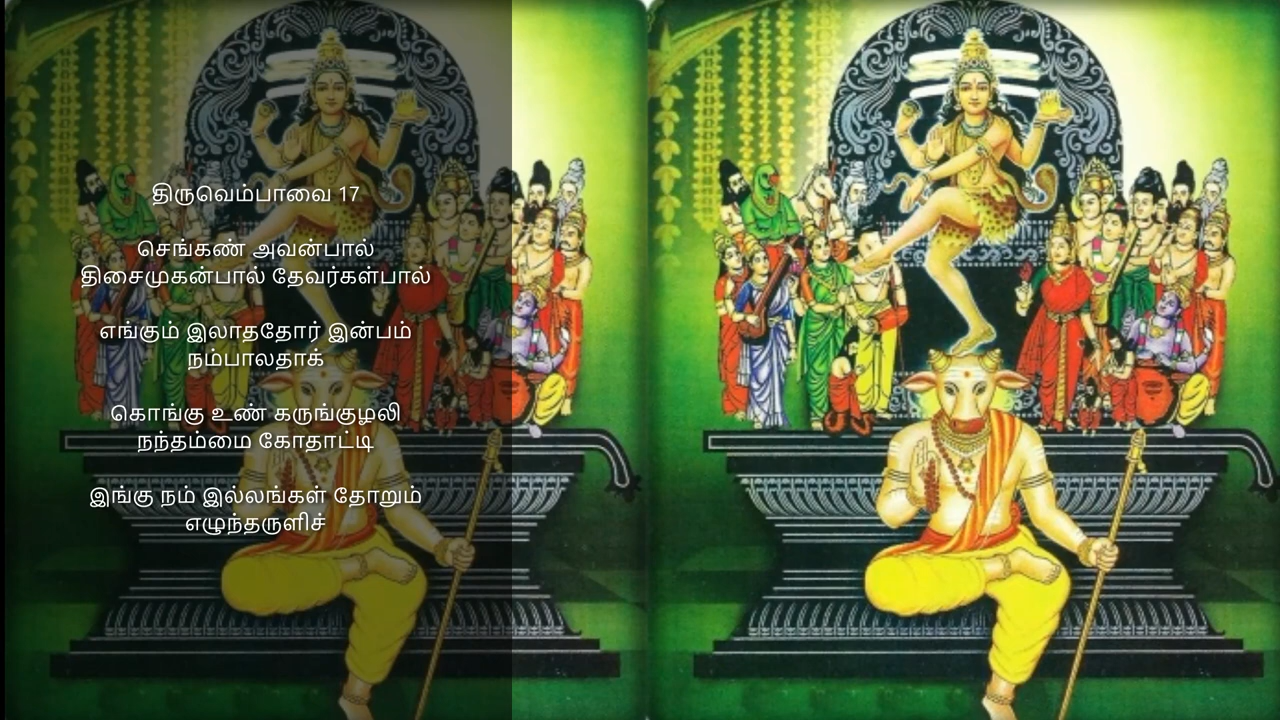 திருவெம்பாவை 17
செங்கண் அவன்பால்
திசைமுகன்பால் தேவர்கள்பால்
எங்கும் இலாததோர் இன்பம்
நம்பாலதாக்
கொங்கு உண் கருங்குழலி
நந்தம்மை கோதாட்டி
இங்கு நம் இல்லங்கள் தோறும்
எழுந்தருளிச்